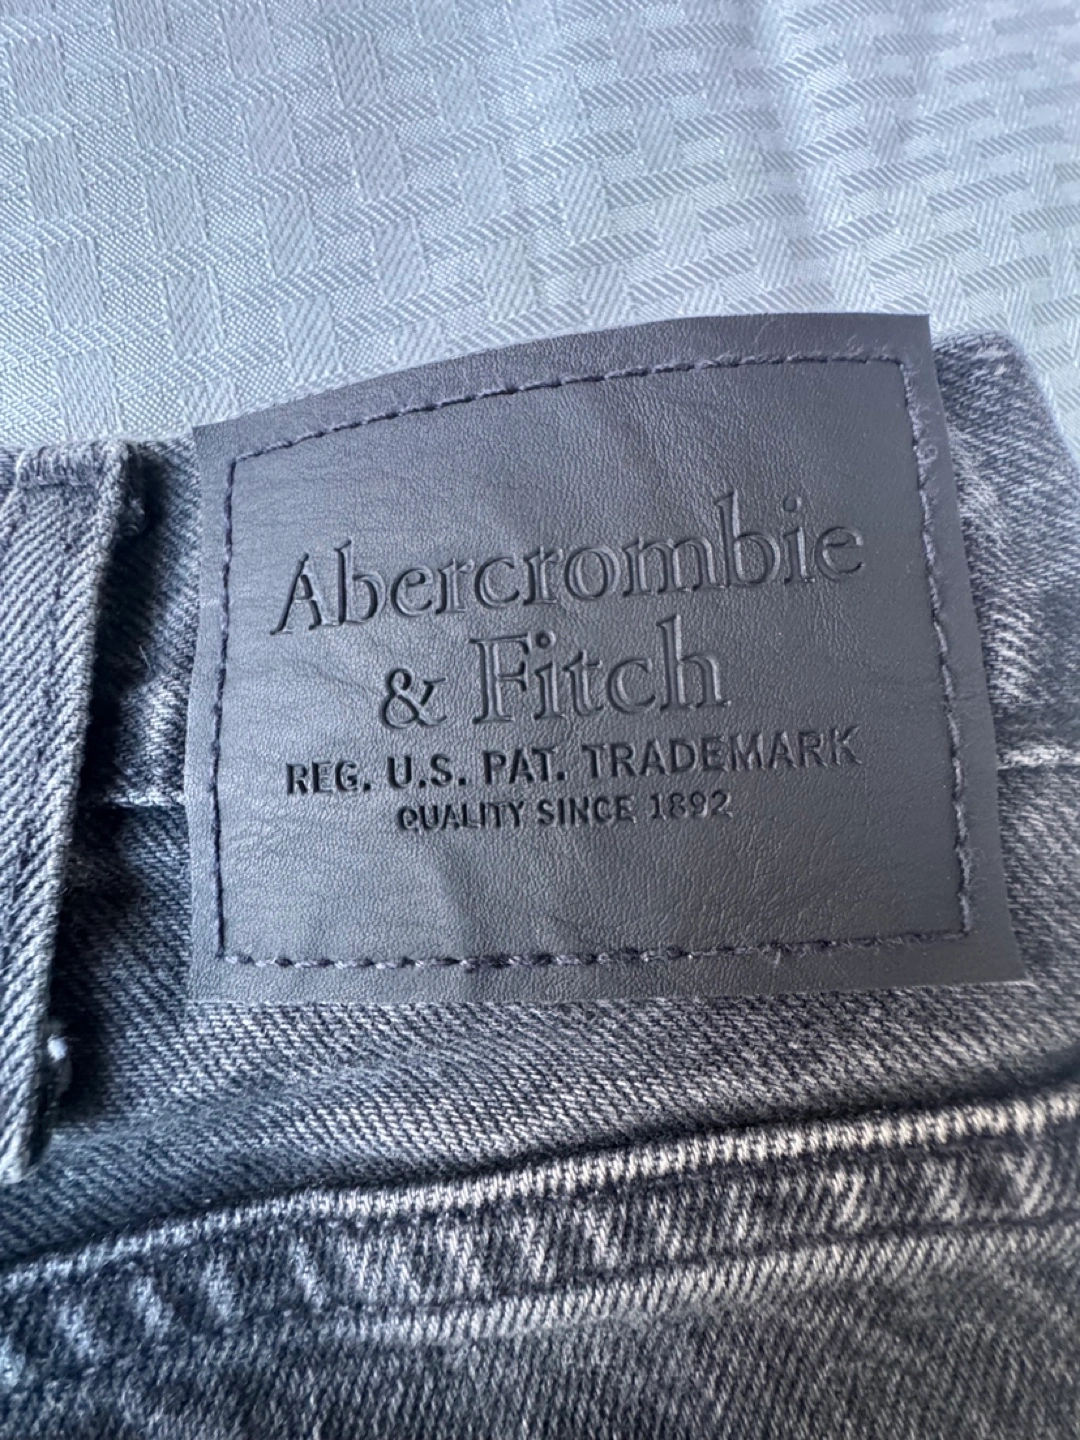 Abercrombie
& Fitch
REG. U.S. PAT. TRADEMARK
QUALITY SINCE 1892